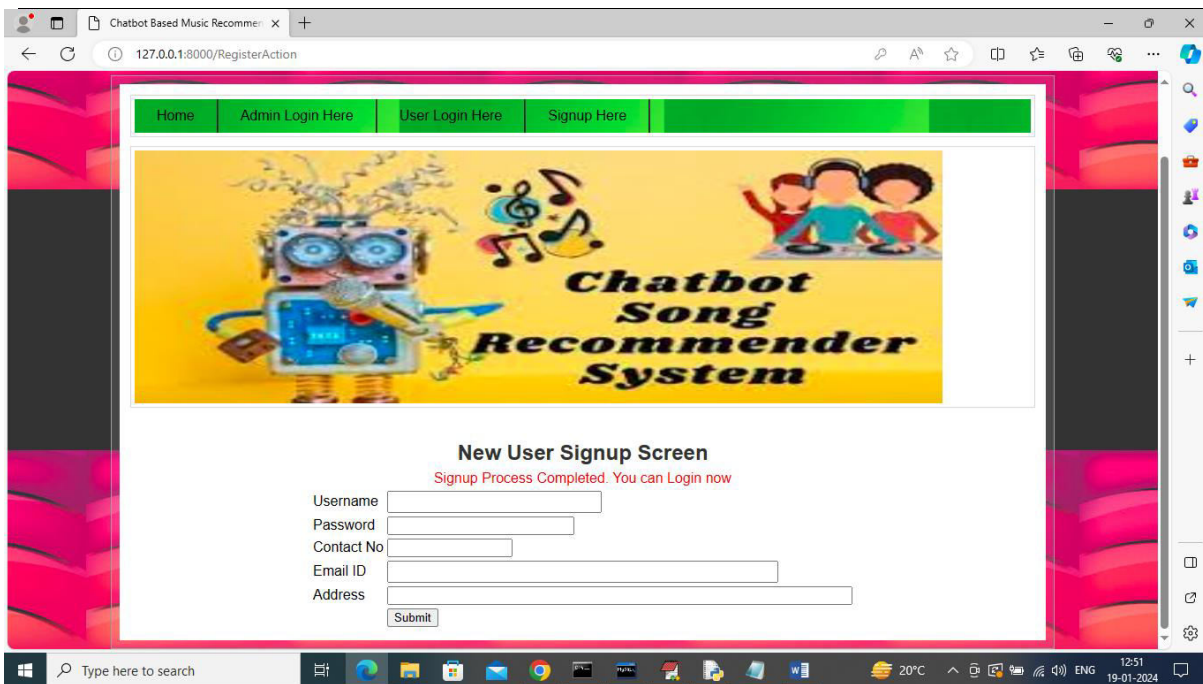 Chatbot Based Music Recommen
127.0.0.1:8000/RegisterAction
Home Admin Login Here User Login Here Signup Here
Chatbot
Song
Recommender
System
New User Signup Screen
Signup Process Completed. You can Login now
Username
Password
Contact No
Email ID
Address
Submit
Type here to search
20°C ENG 12:51
19-01-2024